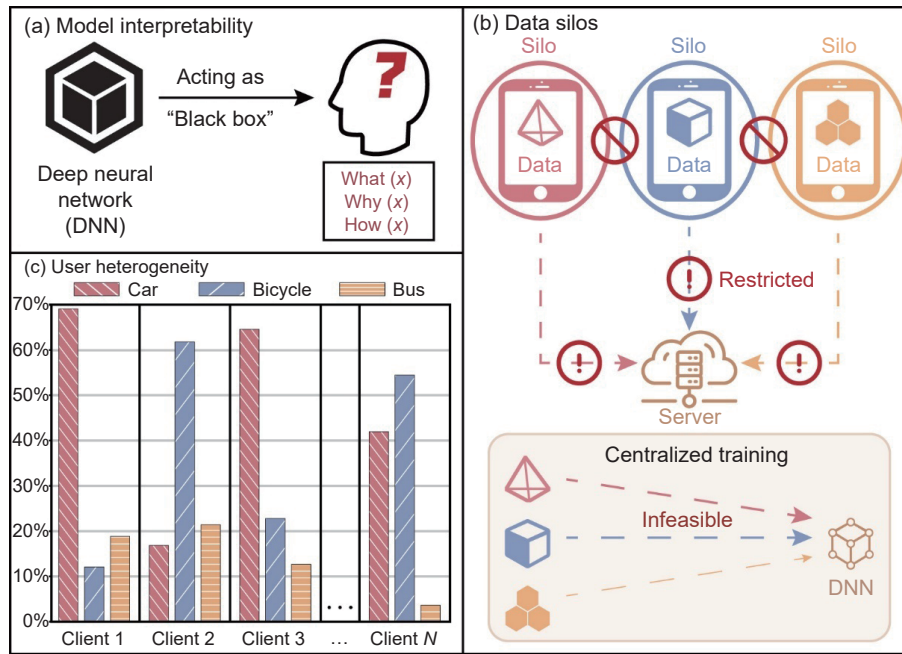 (a) Model interpretability
Acting as
“Black box”
Deep neural
network
(DNN)
?
What (x)
Why (x)
How (x)
(b) Data silos
Silo
Silo
Silo
Data
Data
Data
!
Restricted
!
!
Server
Centralized training
Infeasible
DNN
(c) User heterogeneity
Car
Bicycle
Bus
70%
60%
50%
40%
30%
20%
10%
0%
...
Client 1
Client 2
Client 3
...
Client N